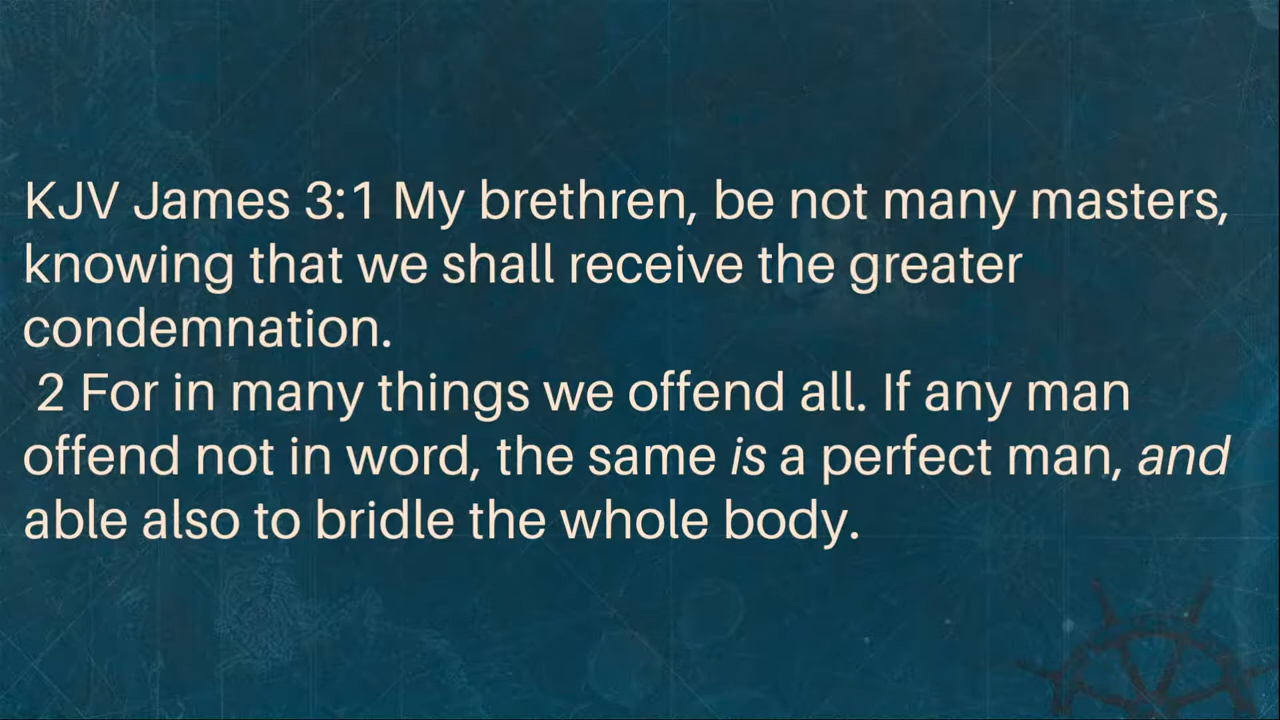 KJV James 3:1 My brethren, be not many masters,
knowing that we shall receive the greater
condemnation.
2 For in many things we offend all. If any man
offend not in word, the same is a perfect man, and
able also to bridle the whole body.